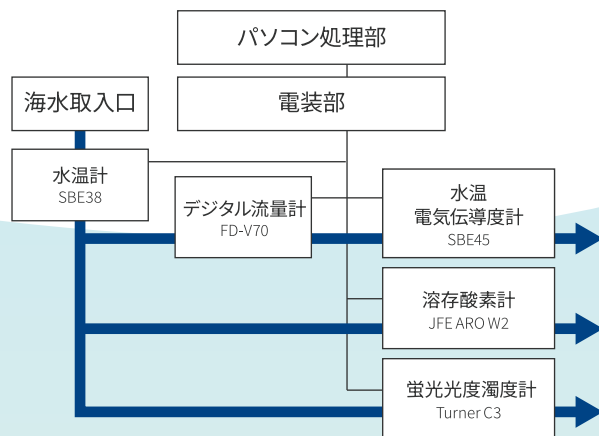 パソコン処理部
海水取入口
電装部
水温計
SBE38
デジタル流量計
FD-V70
水温
電気伝導度計
SBE45
溶存酸素計
JFE ARO W2
蛍光光度濁度計
Turner C3